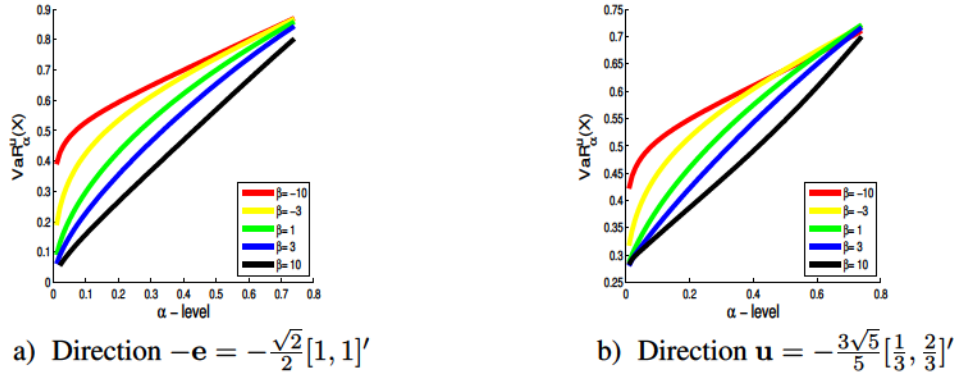 0.9
0.8
0.7
0.6
0.5
0.4
0.3
0.2
0.1
0
VaR^u_α(X)
β= −10
β= −3
β= 1
β= 3
β= 10
0 0.1 0.2 0.3 0.4 0.5 0.6 0.7 0.8
α − level
a) Direction −e = −√2/2[1, 1]′
0.75
0.7
0.65
0.6
0.55
0.5
0.45
0.4
0.35
0.3
0.25
VaR^u_α(X)
β= −10
β= −3
β= 1
β= 3
β= 10
0 0.2 0.4 0.6 0.8
α − level
b) Direction u = −3√5/5[1/3, 2/3]′